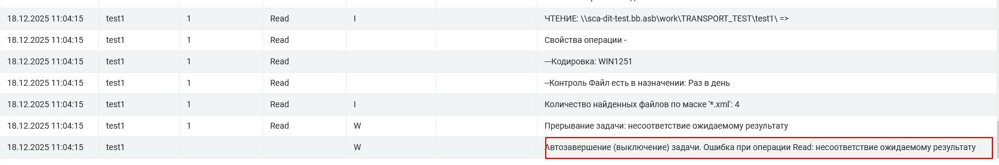 18.12.2025 11:04:15 test1 1 Read I ЧТЕНИЕ: \\sca-dit-test.bb.asb\work\TRANSPORT_TEST\test1\ =>
18.12.2025 11:04:15 test1 1 Read Свойства операции -
18.12.2025 11:04:15 test1 1 Read ---Кодировка: WIN1251
18.12.2025 11:04:15 test1 1 Read --Контроль Файл есть в назначении: Раз в день
18.12.2025 11:04:15 test1 1 Read I Количество найденных файлов по маске '*.xml': 4
18.12.2025 11:04:15 test1 1 Read W Прерывание задачи: несоответствие ожидаемому результату
18.12.2025 11:04:15 test1 W Автозавершение (выключение) задачи. Ошибка при операции Read: несоответствие ожидаемому результату